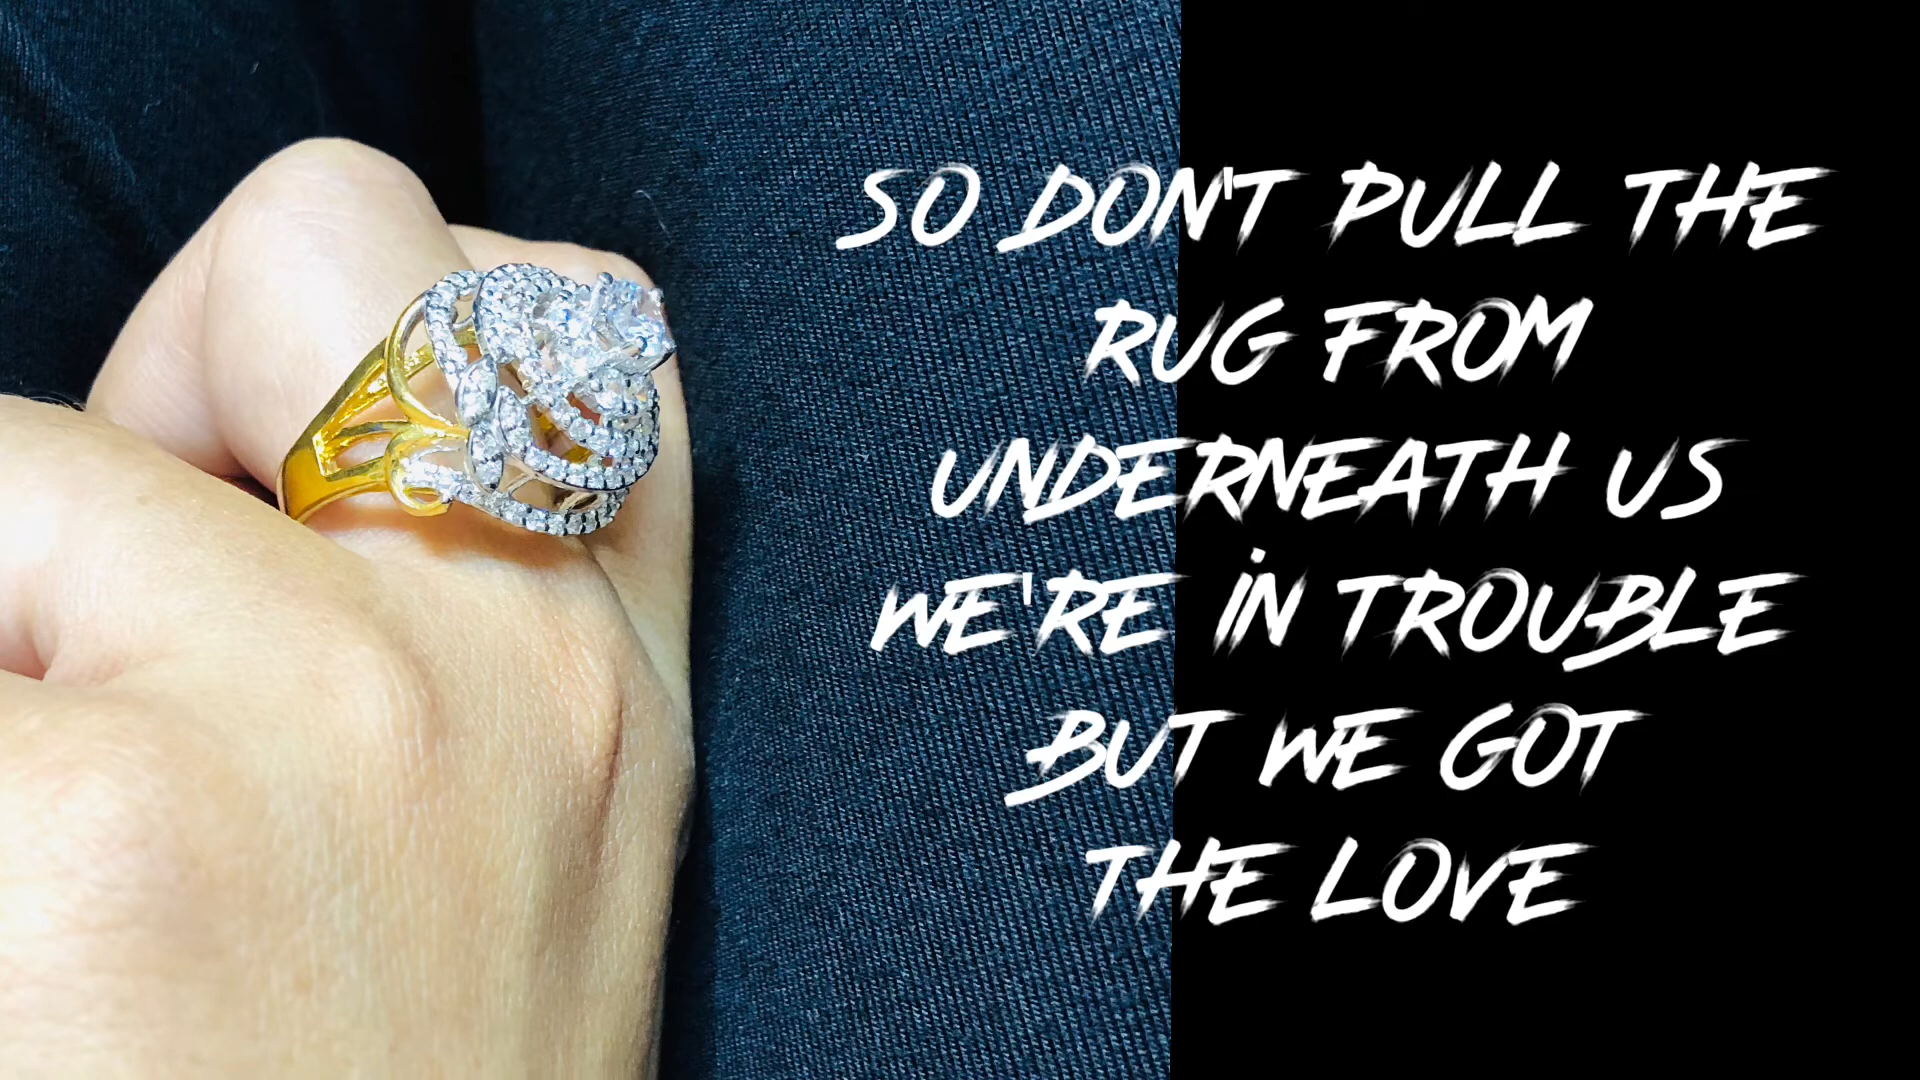 SO DON'T PULL THE
RUG FROM
UNDERNEATH US
WE'RE IN TROUBLE
BUT WE GOT
THE LOVE